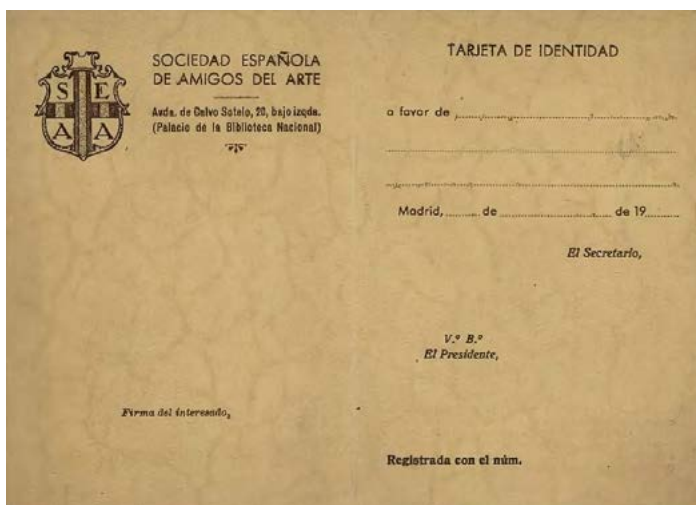 S E
A A
SOCIEDAD ESPAÑOLA
DE AMIGOS DEL ARTE
Avda. de Calvo Sotelo, 20, bajo izqda.
(Palacio de la Biblioteca Nacional)
Firma del interesado,
TARJETA DE IDENTIDAD
a favor de
Madrid, de de 19
El Secretario,
V.º B.º
El Presidente,
Registrada con el núm.